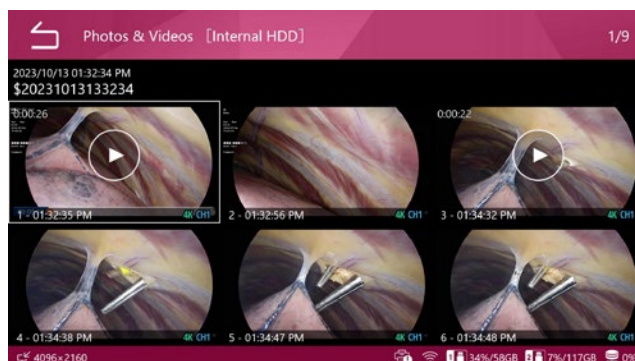 Photos & Videos [Internal HDD]
1/9
2023/10/13 01:32:34 PM
$20231013133234
0:00:26
0:00:22
1 - 01:32:35 PM 4K CH1
2 - 01:32:56 PM 4K CH1
3 - 01:34:32 PM 4K CH1
4 - 01:34:38 PM 4K CH1
5 - 01:34:47 PM 4K CH1
6 - 01:34:48 PM 4K CH1
4096×2160
1 34%/58GB 2 7%/117GB 0%